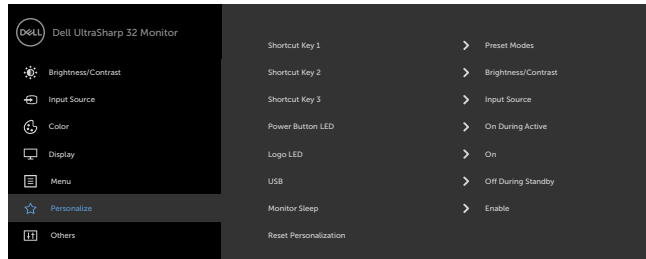 DELL Dell UltraSharp 32 Monitor
Brightness/Contrast
Input Source
Color
Display
Menu
Personalize
Others
Shortcut Key 1 Preset Modes
Shortcut Key 2 Brightness/Contrast
Shortcut Key 3 Input Source
Power Button LED On During Active
Logo LED On
USB Off During Standby
Monitor Sleep Enable
Reset Personalization